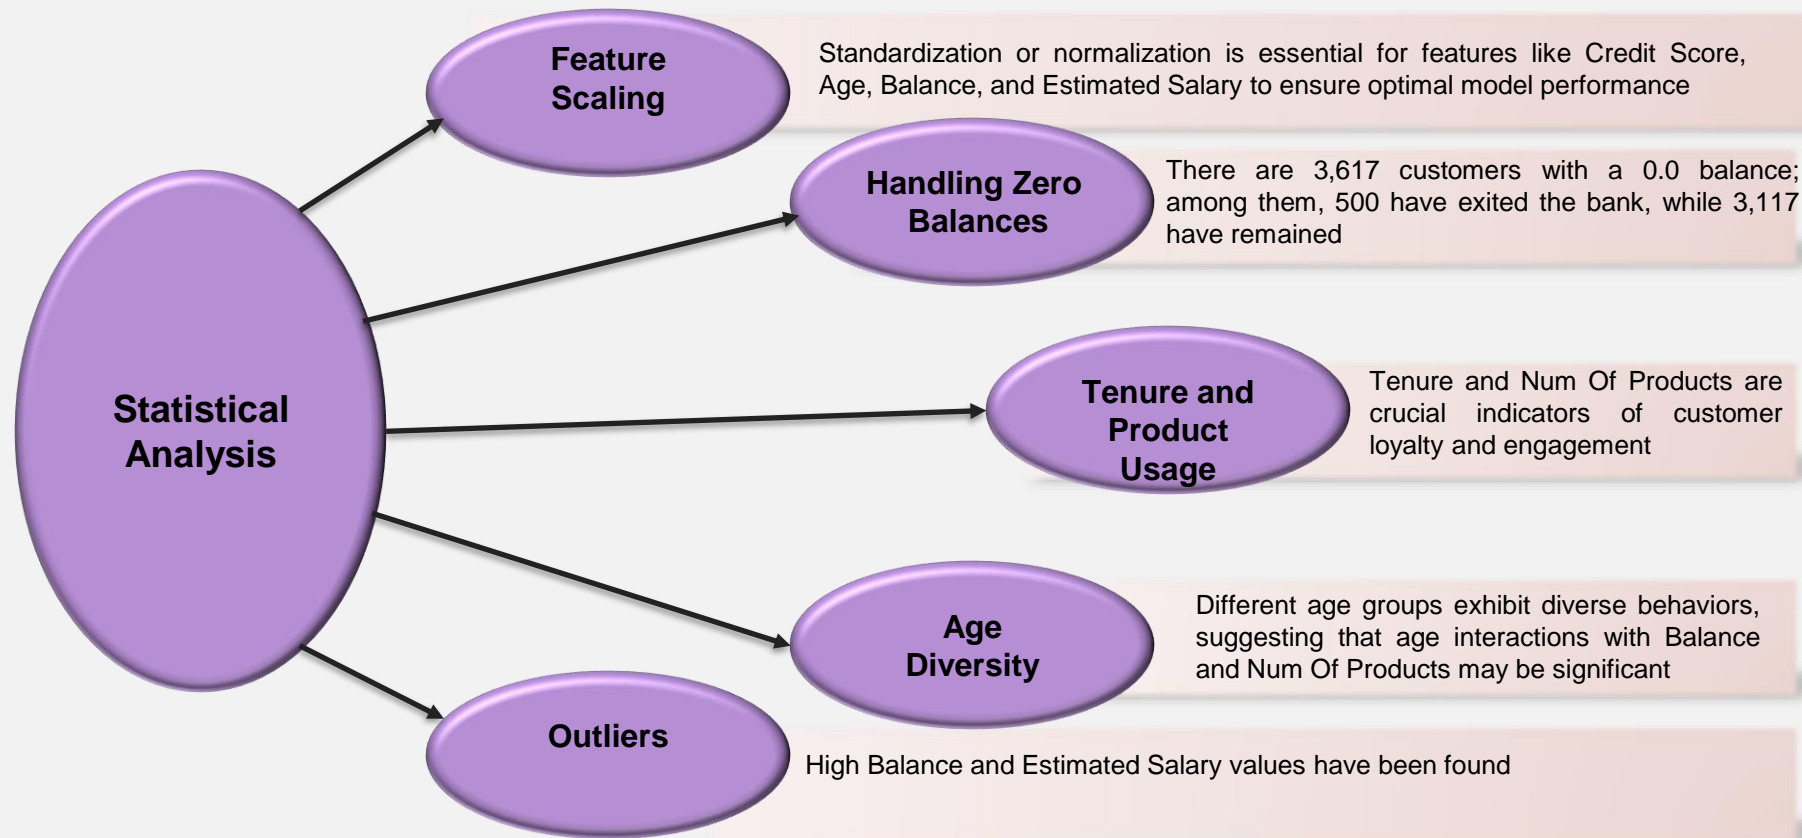 Feature
Scaling
Standardization or normalization is essential for features like Credit Score,
Age, Balance, and Estimated Salary to ensure optimal model performance
Handling Zero
Balances
There are 3,617 customers with a 0.0 balance;
among them, 500 have exited the bank, while 3,117
have remained
Statistical
Analysis
Tenure and
Product
Usage
Tenure and Num Of Products are
crucial indicators of customer
loyalty and engagement
Age
Diversity
Different age groups exhibit diverse behaviors,
suggesting that age interactions with Balance
and Num Of Products may be significant
Outliers
High Balance and Estimated Salary values have been found